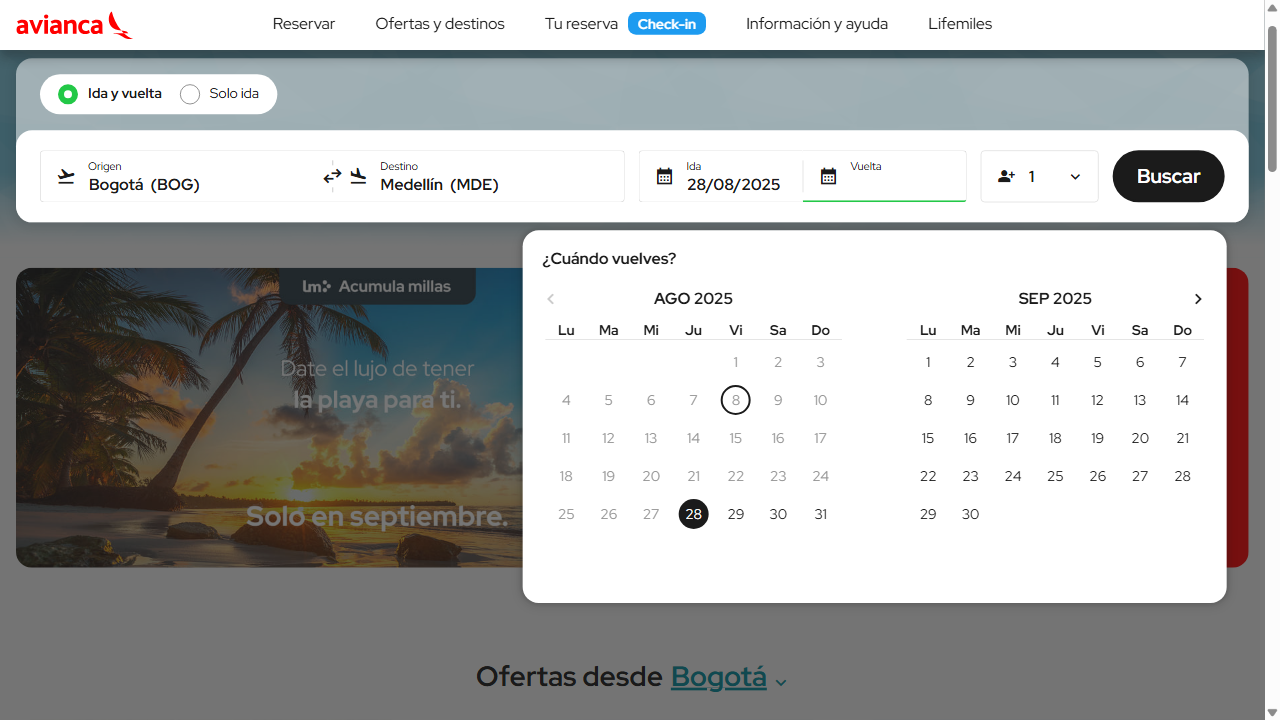 avianca
Reservar
Ofertas y destinos
Tu reserva Check-in
Información y ayuda
Lifemiles
Ida y vuelta
Solo ida
Origen
Bogotá (BOG)
Destino
Medellín (MDE)
Ida
28/08/2025
Vuelta
1
Buscar
lm Acumula millas
Date el lujo de tener
la playa para ti.
Solo en septiembre.
¿Cuándo vuelves?
AGO 2025
Lu Ma Mi Ju Vi Sa Do
1 2 3
4 5 6 7 8 9 10
11 12 13 14 15 16 17
18 19 20 21 22 23 24
25 26 27 28 29 30 31
SEP 2025
Lu Ma Mi Ju Vi Sa Do
1 2 3 4 5 6 7
8 9 10 11 12 13 14
15 16 17 18 19 20 21
22 23 24 25 26 27 28
29 30
Ofertas desde Bogotá